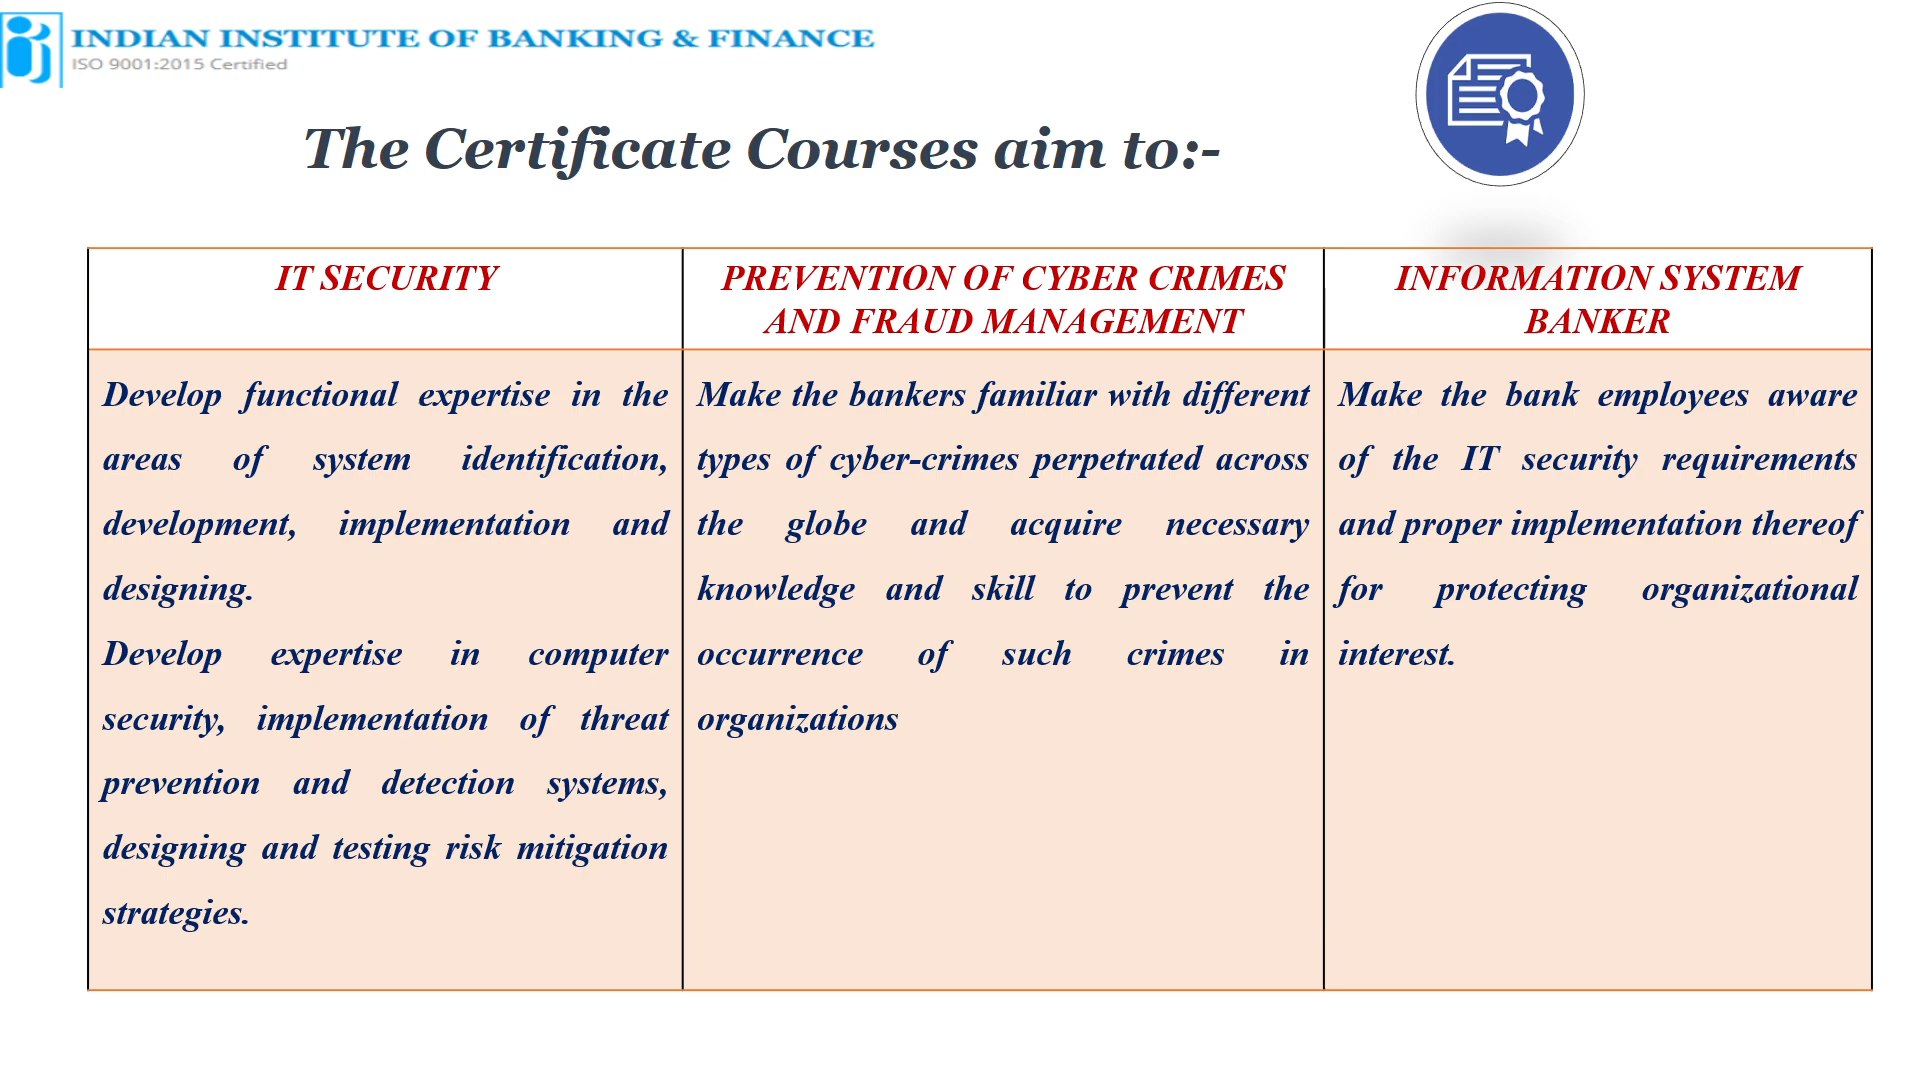 INDIAN INSTITUTE OF BANKING & FINANCE
ISO 9001:2015 Certified
The Certificate Courses aim to:-
IT SECURITY
PREVENTION OF CYBER CRIMES
AND FRAUD MANAGEMENT
INFORMATION SYSTEM
BANKER
Develop functional expertise in the
areas of system identification,
development, implementation and
designing.
Develop expertise in computer
security, implementation of threat
prevention and detection systems,
designing and testing risk mitigation
strategies.
Make the bankers familiar with different
types of cyber-crimes perpetrated across
the globe and acquire necessary
knowledge and skill to prevent the
occurrence of such crimes in
organizations
Make the bank employees aware
of the IT security requirements
and proper implementation thereof
for protecting organizational
interest.